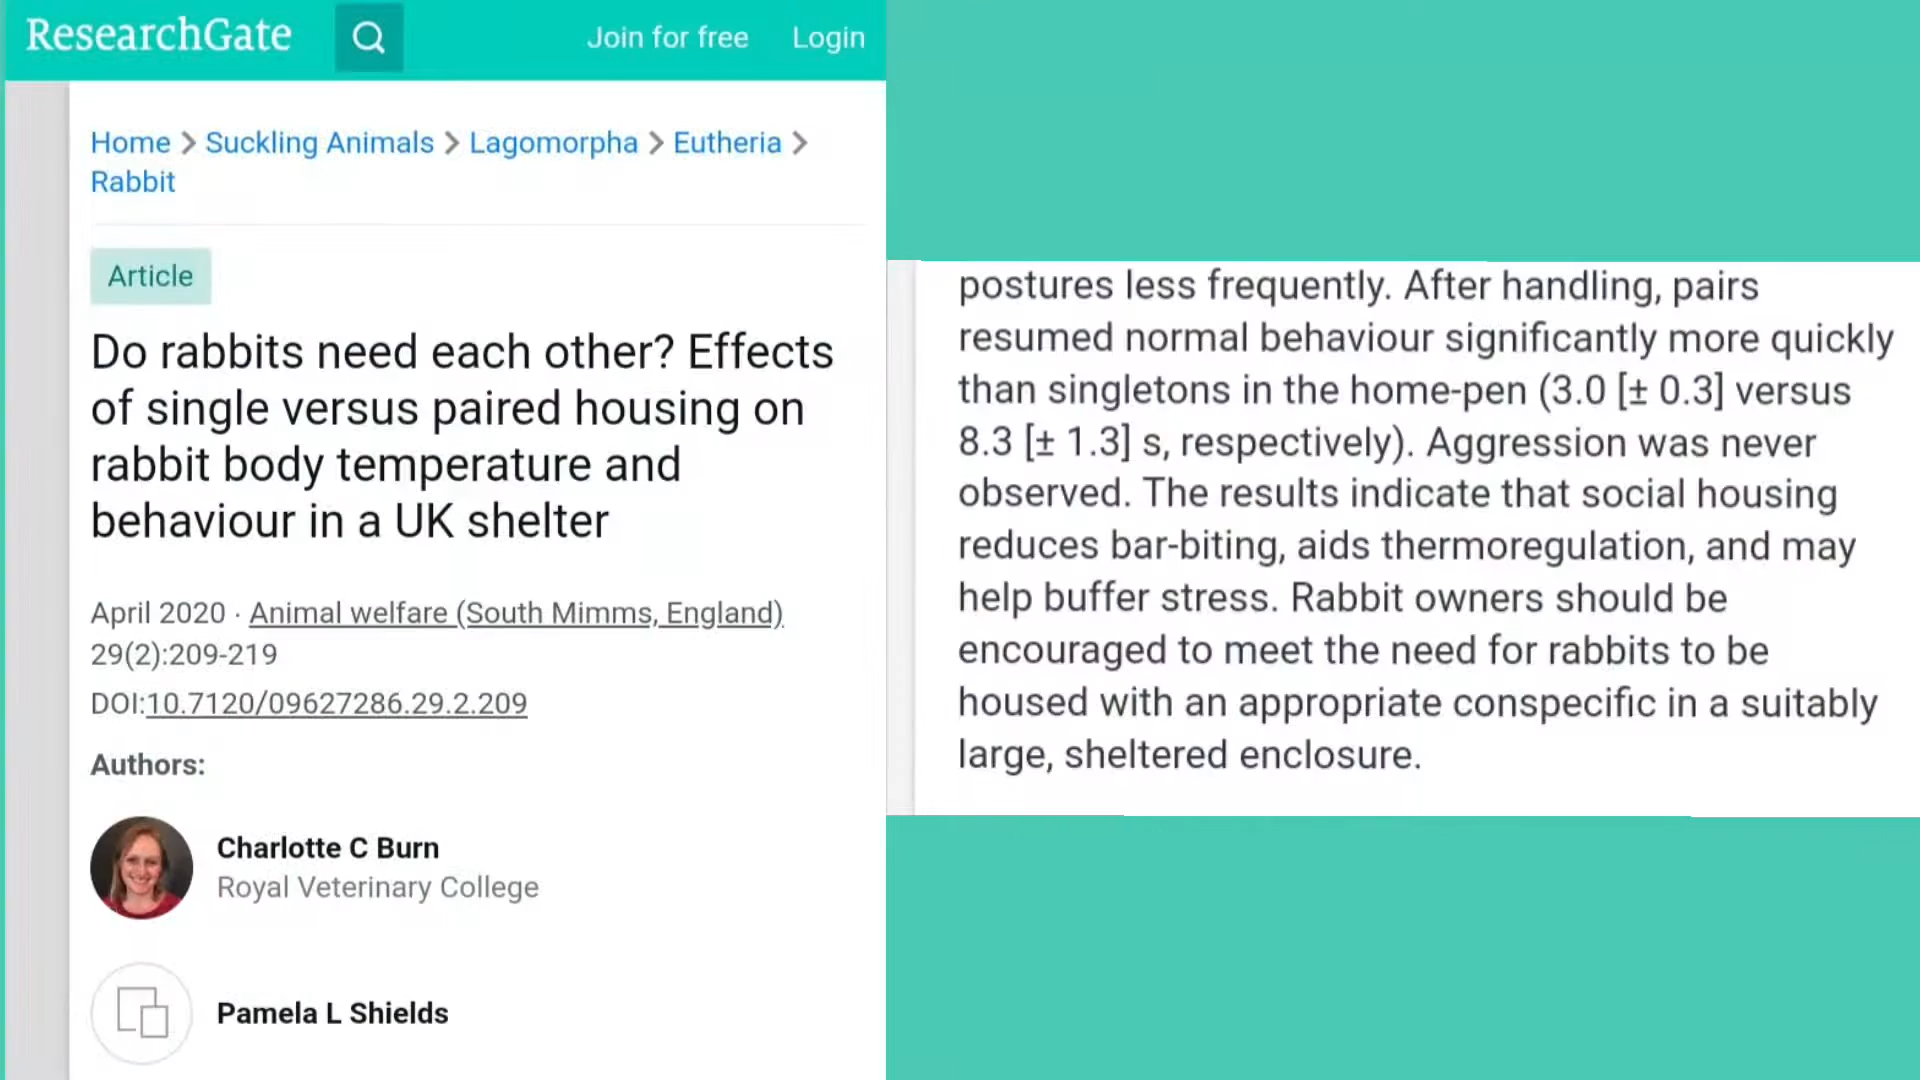 ResearchGate
Join for free Login
Home > Suckling Animals > Lagomorpha > Eutheria >
Rabbit
Article
Do rabbits need each other? Effects
of single versus paired housing on
rabbit body temperature and
behaviour in a UK shelter
April 2020 · Animal welfare (South Mimms, England)
29(2):209-219
DOI:10.7120/09627286.29.2.209
Authors:
Charlotte C Burn
Royal Veterinary College
Pamela L Shields
postures less frequently. After handling, pairs
resumed normal behaviour significantly more quickly
than singletons in the home-pen (3.0 [± 0.3] versus
8.3 [± 1.3] s, respectively). Aggression was never
observed. The results indicate that social housing
reduces bar-biting, aids thermoregulation, and may
help buffer stress. Rabbit owners should be
encouraged to meet the need for rabbits to be
housed with an appropriate conspecific in a suitably
large, sheltered enclosure.